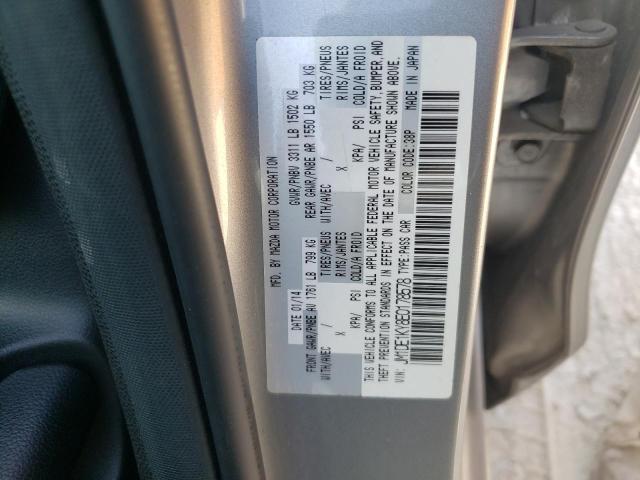 MFD. BY MAZDA MOTOR CORPORATION
DATE 01/14 GVWR/PNBV 3311 LB 1502 KG
FRONT GAWR/PNBE AV 1761 LB 799 KG REAR GAWR/PNBE AR 1550 LB 703 KG
WITH/AVEC / TIRES/PNEUS WITH/AVEC / TIRES/PNEUS
X RIMS/JANTES X RIMS/JANTES
KPA/ PSI COLD/A FROID KPA/ PSI COLD/A FROID
THIS VEHICLE CONFORMS TO ALL APPLICABLE FEDERAL MOTOR VEHICLE SAFETY, BUMPER, AND
THEFT PREVENTION STANDARDS IN EFFECT ON THE DATE OF MANUFACTURE SHOWN ABOVE.
VIN: JM1DE1KY8E0178578 TYPE:PASS CAR COLOR CODE:38P MADE IN JAPAN